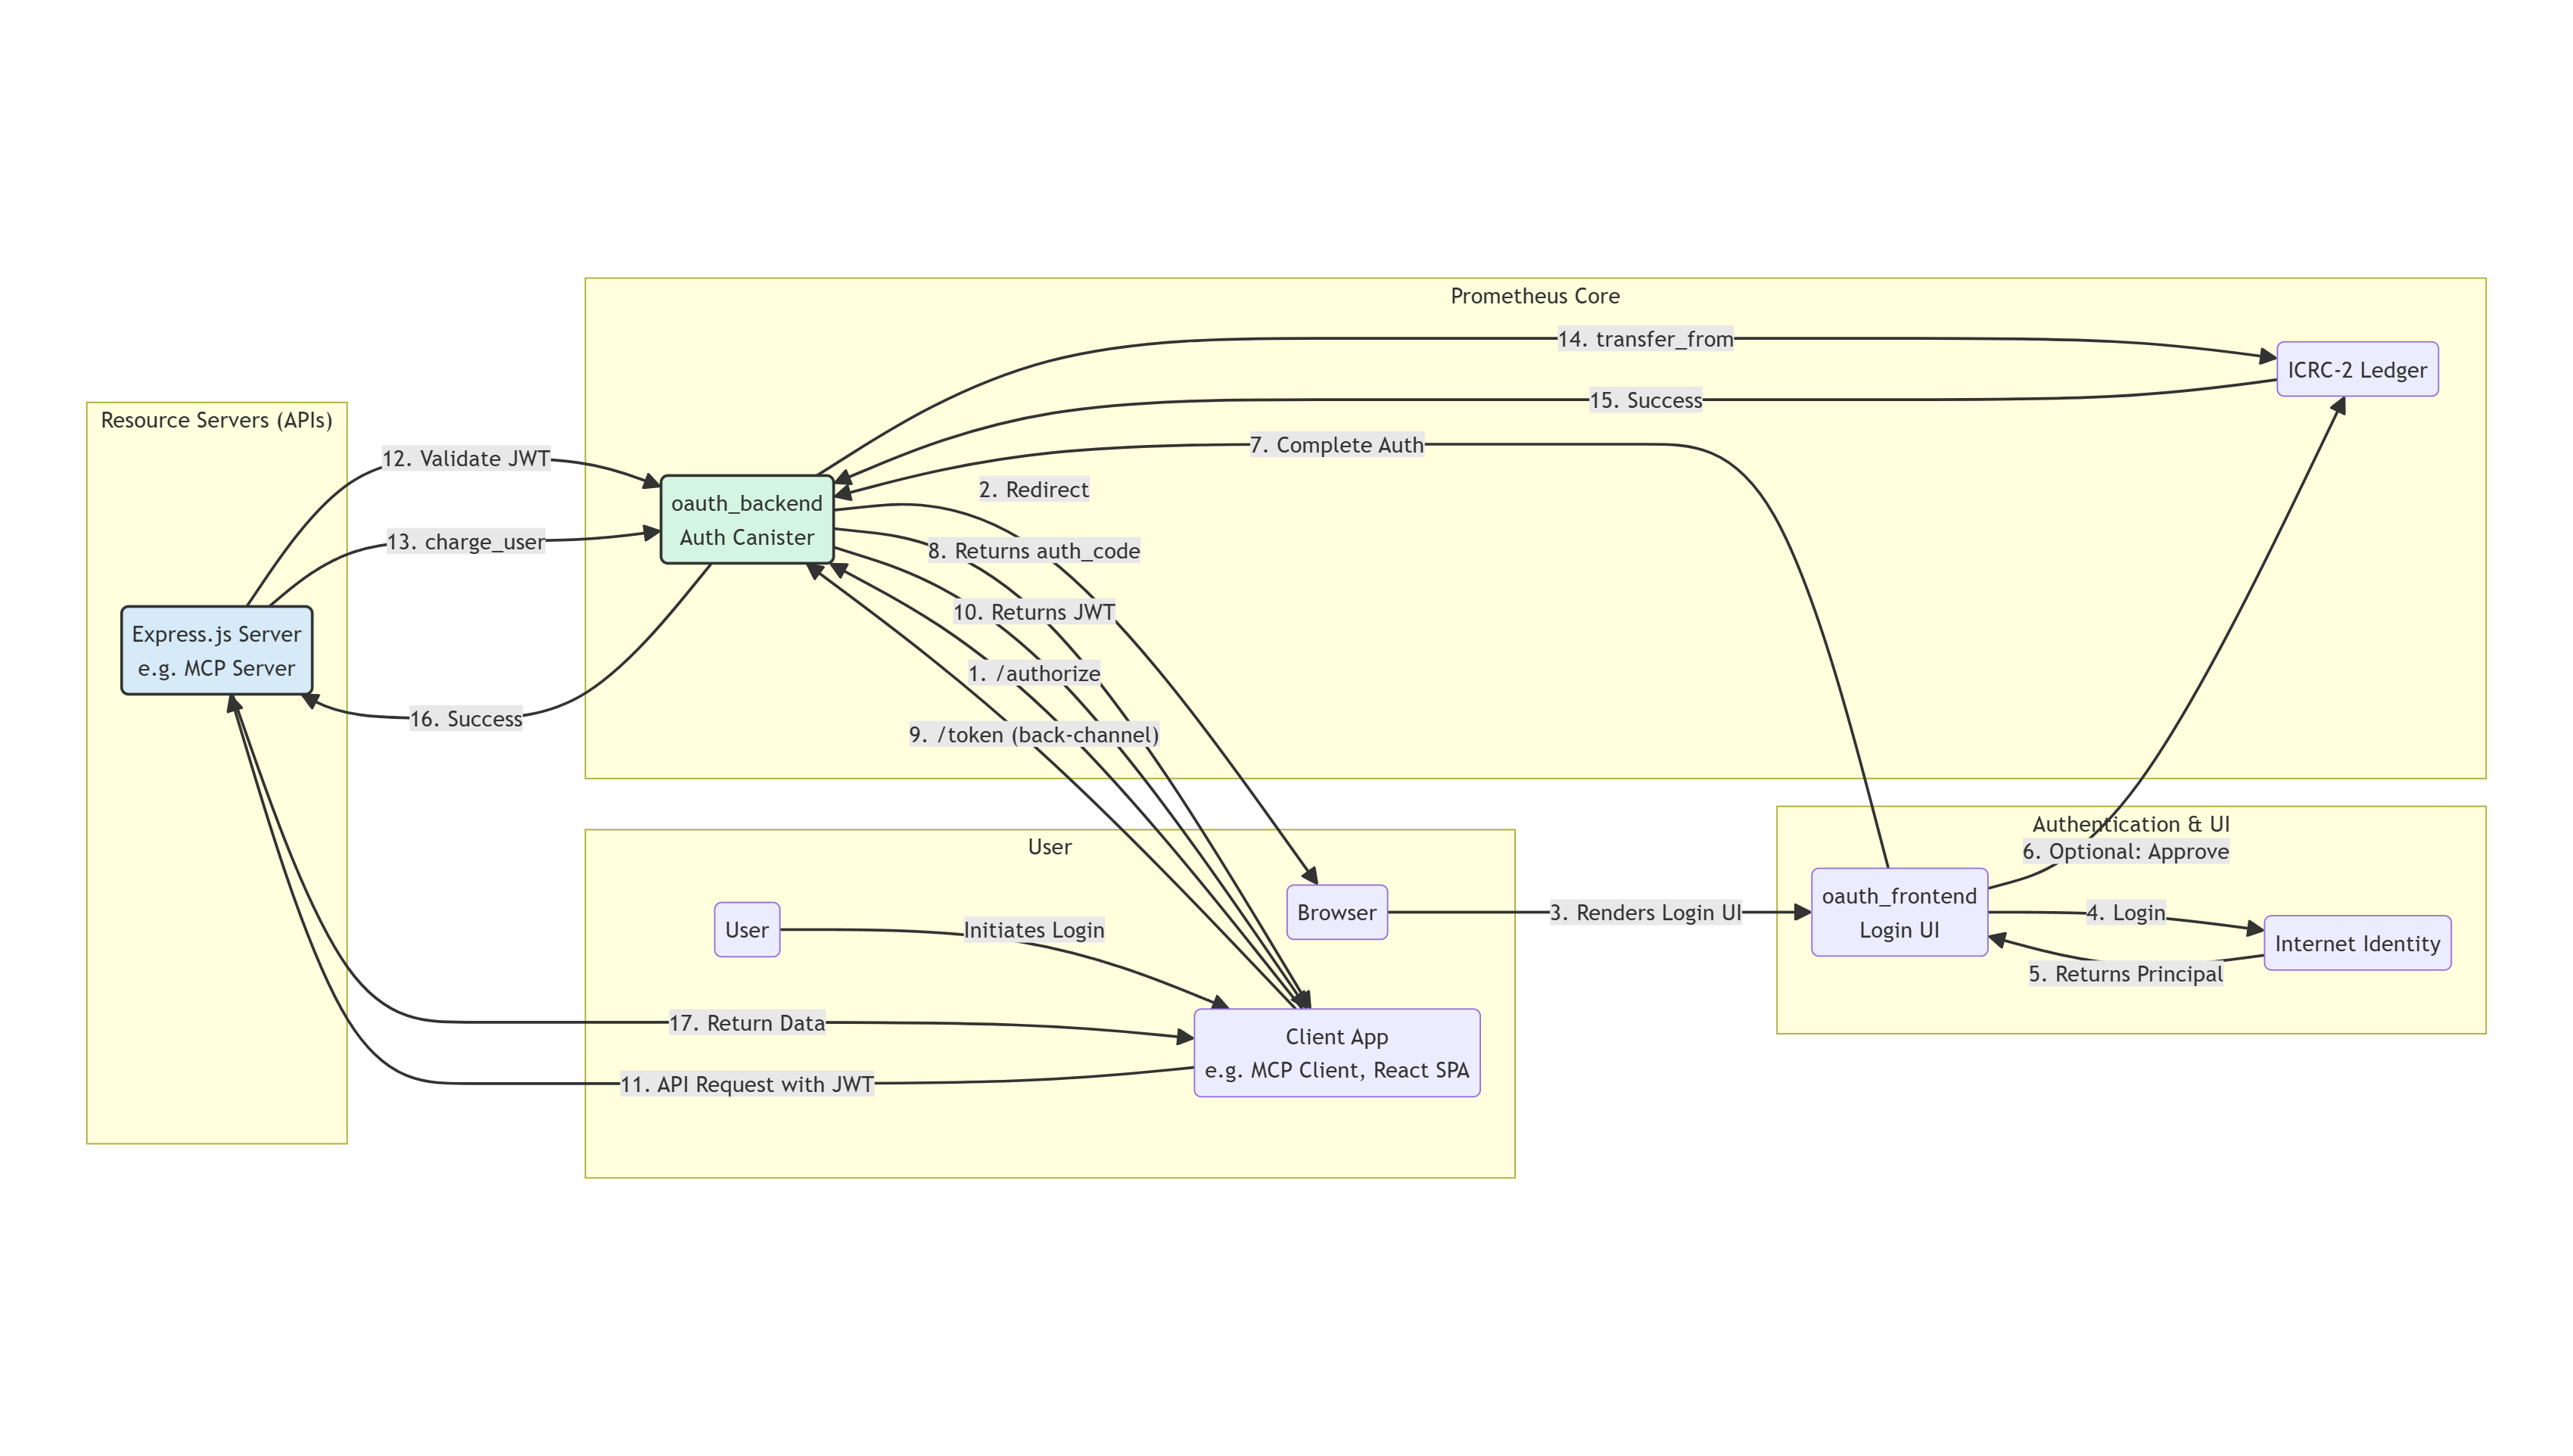 Prometheus Core
14. transfer_from
ICRC-2 Ledger
15. Success
Resource Servers (APIs)
7. Complete Auth
12. Validate JWT
2. Redirect
oauth_backend
Auth Canister
13. charge_user
8. Returns auth_code
10. Returns JWT
Express.js Server
e.g. MCP Server
1. /authorize
16. Success
9. /token (back-channel)
Authentication & UI
User
6. Optional: Approve
oauth_frontend
Login UI
Browser
3. Renders Login UI
4. Login
User
Initiates Login
Internet Identity
5. Returns Principal
17. Return Data
Client App
e.g. MCP Client, React SPA
11. API Request with JWT